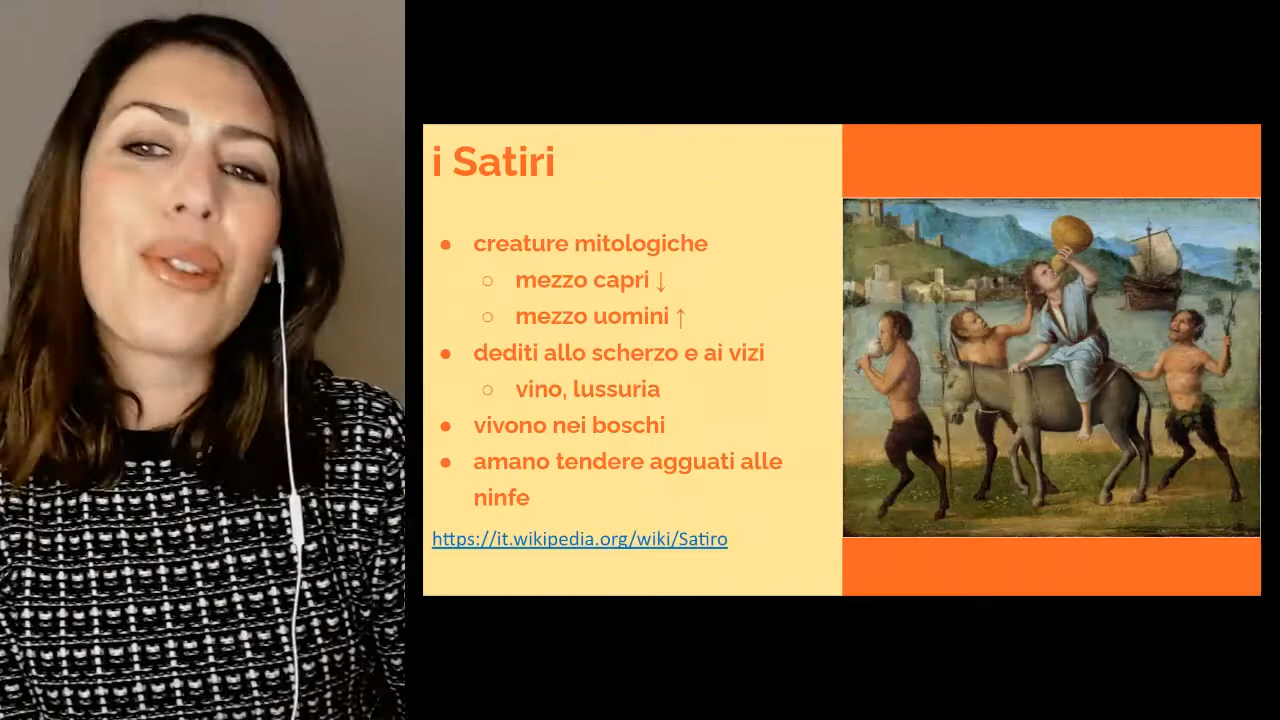 i Satiri
● creature mitologiche
○ mezzo capri ↓
○ mezzo uomini ↑
● dediti allo scherzo e ai vizi
○ vino, lussuria
● vivono nei boschi
● amano tendere agguati alle
ninfe
https://it.wikipedia.org/wiki/Satiro